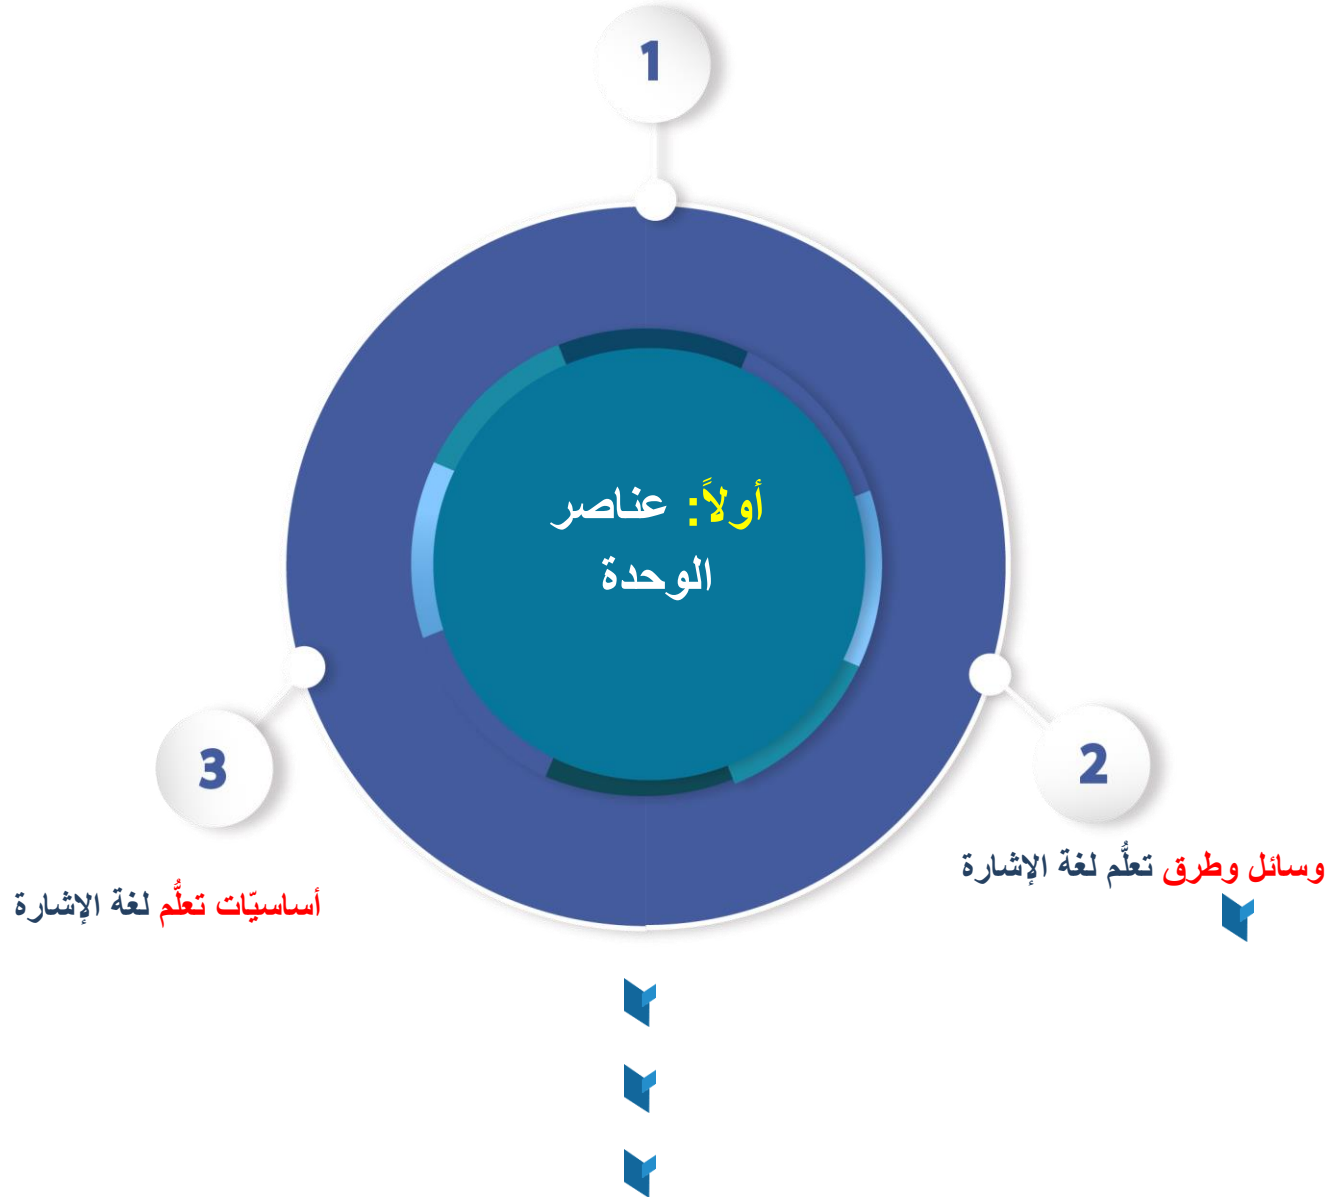 1
أولاً: عناصر
الوحدة
2
وسائل وطرق تعلُّم لغة الإشارة
3
أساسيّات تعلُّم لغة الإشارة